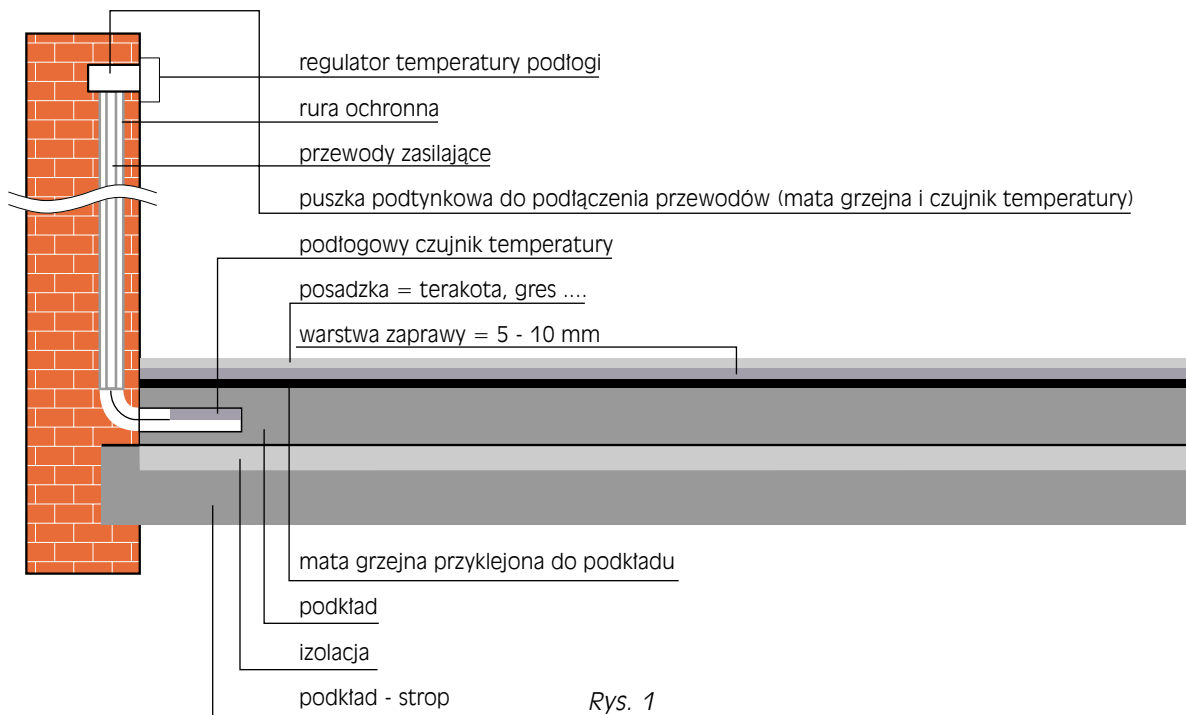 regulator temperatury podłogi
rura ochronna
przewody zasilające
puszka podtynkowa do podłączenia przewodów (mata grzejna i czujnik temperatury)
podłogowy czujnik temperatury
posadzka = terakota, gres ....
warstwa zaprawy = 5 - 10 mm
mata grzejna przyklejona do podkładu
podkład
izolacja
podkład - strop
Rys. 1